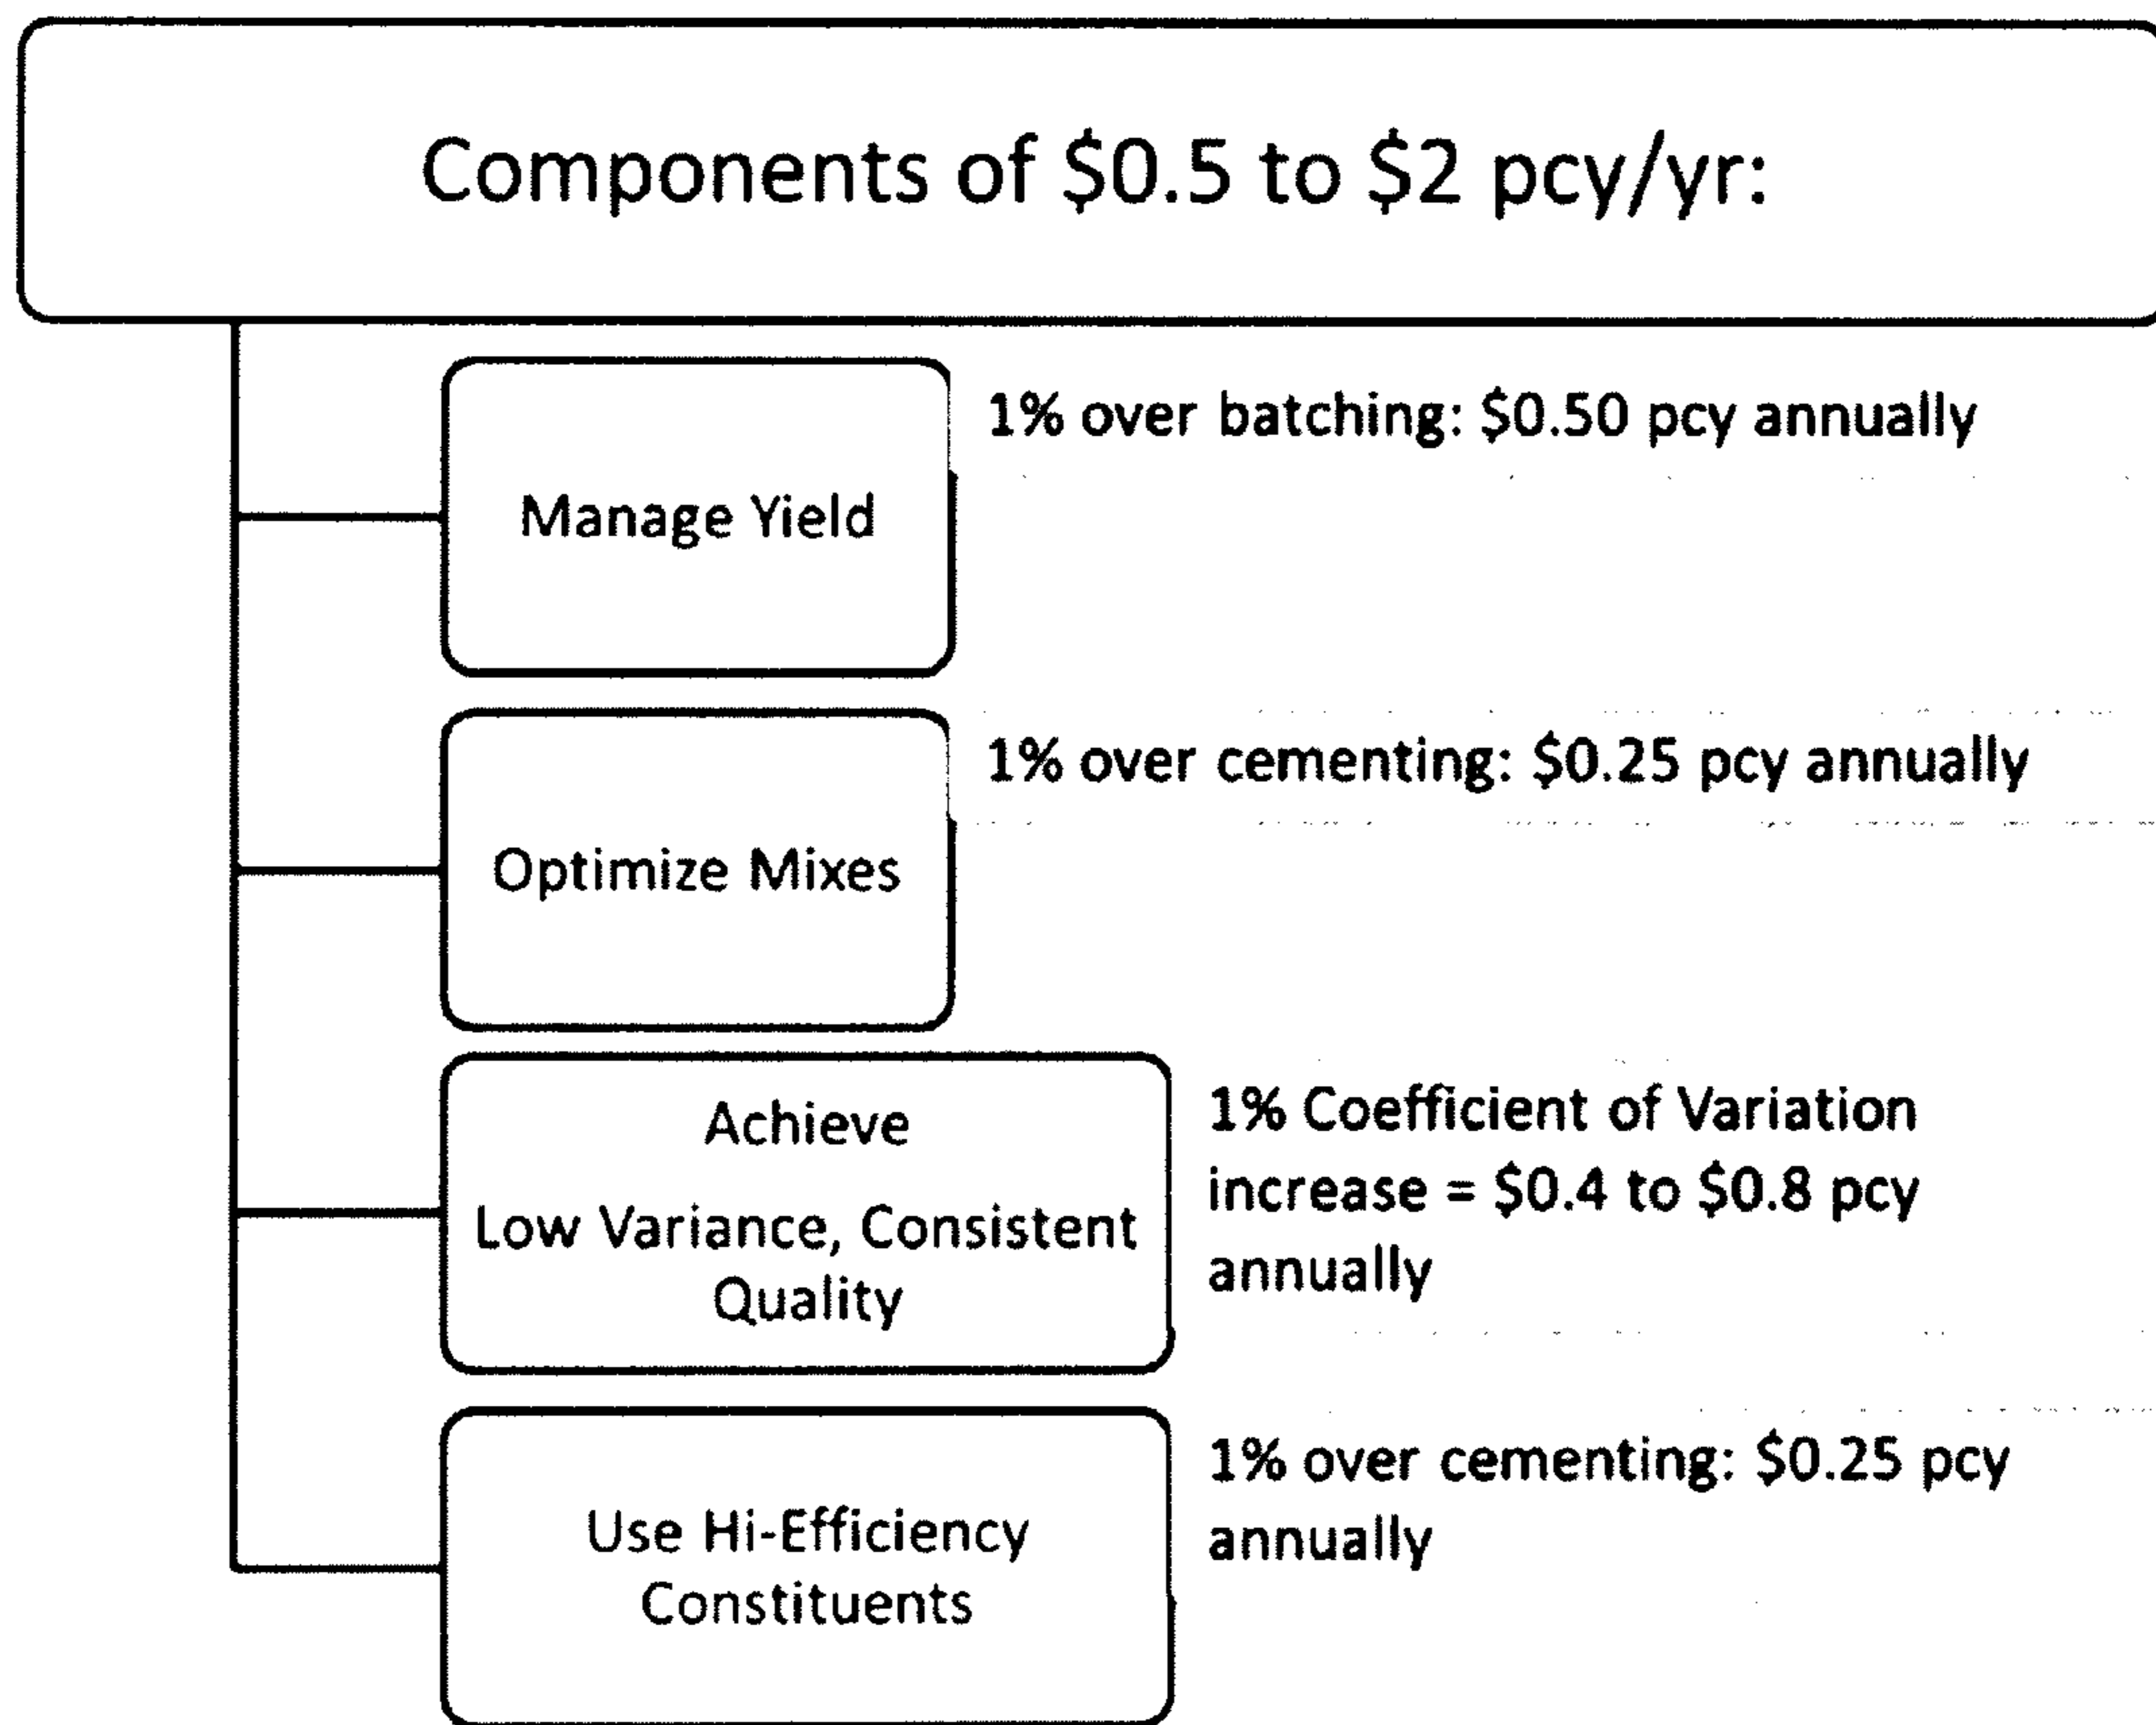 Components of $0.5 to $2 pcy/yr:
Manage Yield
1% over batching: $0.50 pcy annually
Optimize Mixes
1% over cementing: $0.25 pcy annually
Achieve
Low Variance, Consistent
Quality
1% Coefficient of Variation
increase = $0.4 to $0.8 pcy
annually
Use Hi-Efficiency
Constituents
1% over cementing: $0.25 pcy
annually